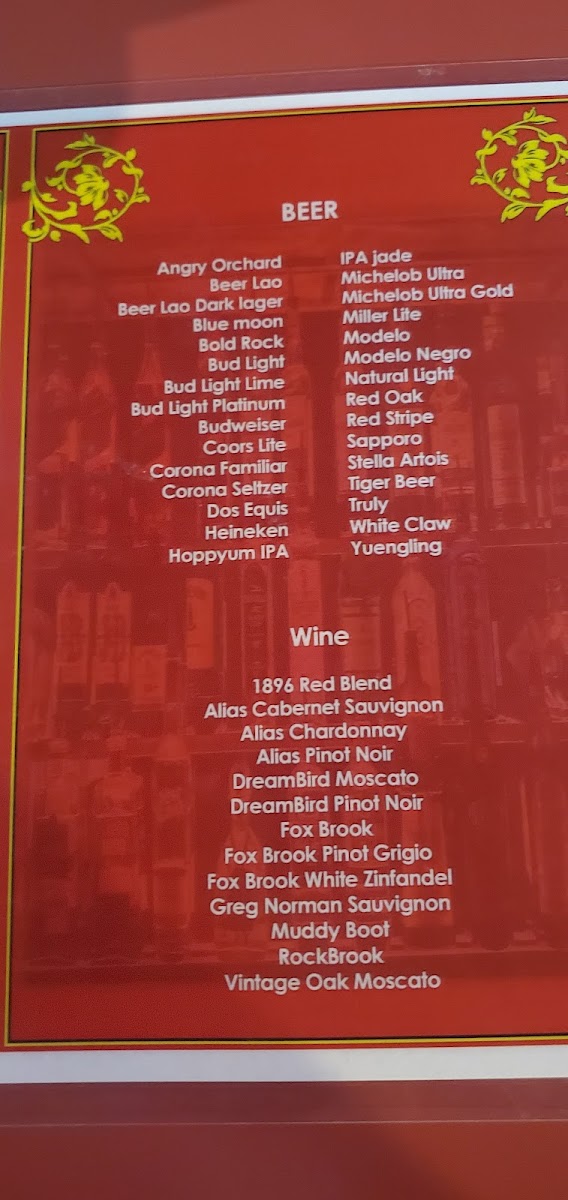 BEER
Angry Orchard
Beer Lao
Beer Lao Dark lager
Blue moon
Bold Rock
Bud Light
Bud Light Lime
Bud Light Platinum
Budweiser
Coors Lite
Corona Familiar
Corona Seltzer
Dos Equis
Heineken
Hoppyum IPA
IPA jade
Michelob Ultra
Michelob Ultra Gold
Miller Lite
Modelo
Modelo Negro
Natural Light
Red Oak
Red Stripe
Sapporo
Stella Artois
Tiger Beer
Truly
White Claw
Yuengling
Wine
1896 Red Blend
Alias Cabernet Sauvignon
Alias Chardonnay
Alias Pinot Noir
DreamBird Moscato
DreamBird Pinot Noir
Fox Brook
Fox Brook Pinot Grigio
Fox Brook White Zinfandel
Greg Norman Sauvignon
Muddy Boot
RockBrook
Vintage Oak Moscato